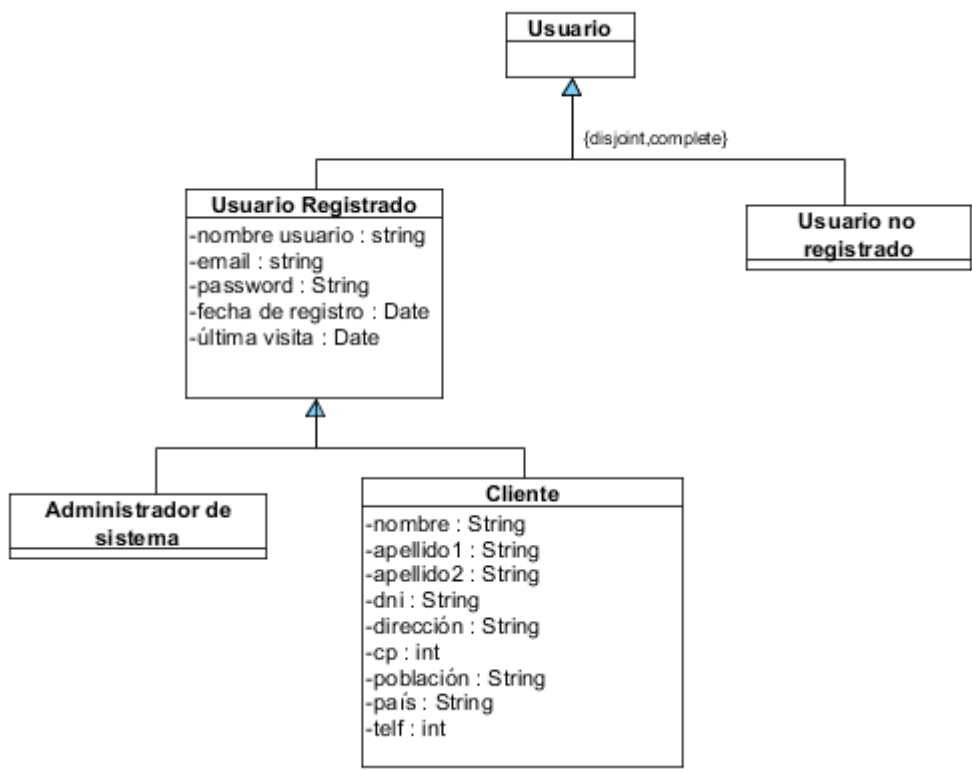 Usuario
{disjoint,complete}
Usuario Registrado
-nombre usuario : string
-email : string
-password : String
-fecha de registro : Date
-última visita : Date
Usuario no
registrado
Administrador de
sistema
Cliente
-nombre : String
-apellido1 : String
-apellido2 : String
-dni : String
-dirección : String
-cp : int
-población : String
-país : String
-telf : int